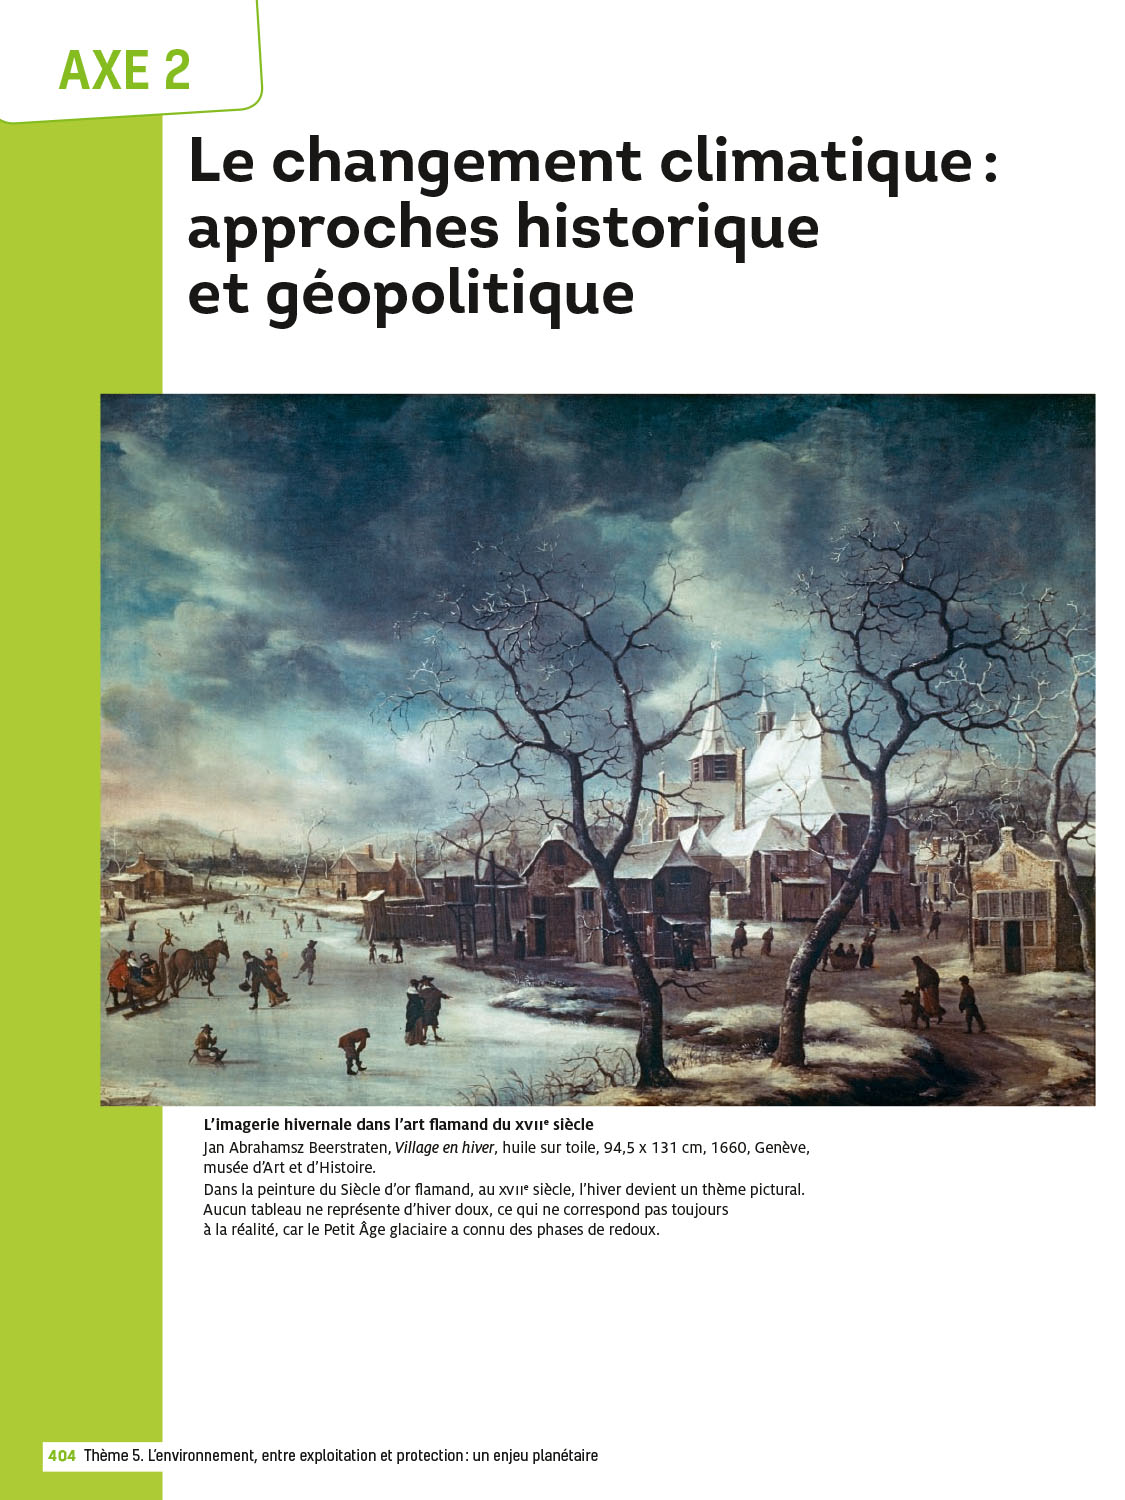 AXE 2
Le changement climatique :
approches historique
et géopolitique
L’imagerie hivernale dans l’art flamand du XVIIe siècle
Jan Abrahamsz Beerstraten, Village en hiver, huile sur toile, 94,5 x 131 cm, 1660, Genève,
musée d’Art et d’Histoire.
Dans la peinture du Siècle d’or flamand, au XVIIe siècle, l’hiver devient un thème pictural.
Aucun tableau ne représente d’hiver doux, ce qui ne correspond pas toujours
à la réalité, car le Petit Âge glaciaire a connu des phases de redoux.
404 Thème 5. L’environnement, entre exploitation et protection : un enjeu planétaire